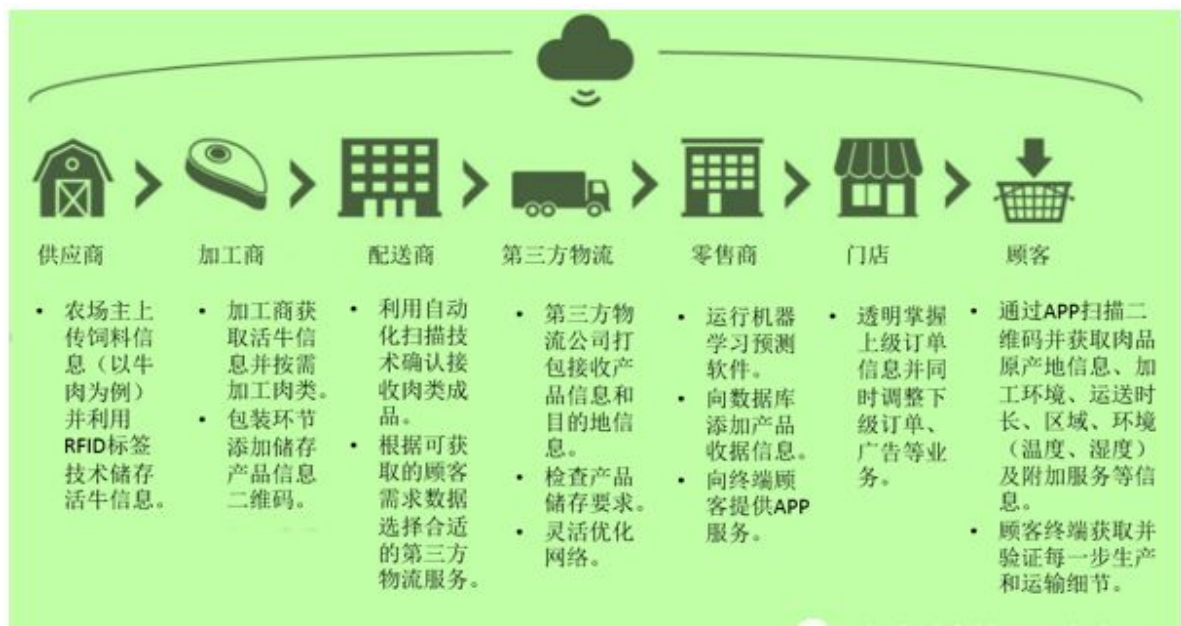 供应商
加工商
配送商
第三方物流
零售商
门店
顾客
• 农场主上
传饲料信
息（以牛
肉为例）
并利用
RFID标签
技术储存
活牛信息。
• 加工商获
取活牛信
息并按需
加工肉类。
• 包装环节
添加储存
产品信息
二维码。
• 利用自动
化扫描技
术确认接
收肉类成
品。
• 根据可获
取的顾客
需求数据
选择合适
的第三方
物流服务。
• 第三方物
流公司打
包接收产
品信息和
目的地信
息。
• 检查产品
储存要求。
• 灵活优化
网络。
• 运行机器
学习预测
软件。
• 向数据库
添加产品
收据信息。
• 向终端顾
客提供APP
服务。
• 透明掌握
上级订单
信息并同
时调整下
级订单、
广告等业
务。
• 通过APP扫描二
维码并获取肉品
原产地信息、加
工环境、运送时
长、区域、环境
（温度、湿度）
及附加服务等信
息。
• 顾客终端获取并
验证每一步生产
和运输细节。